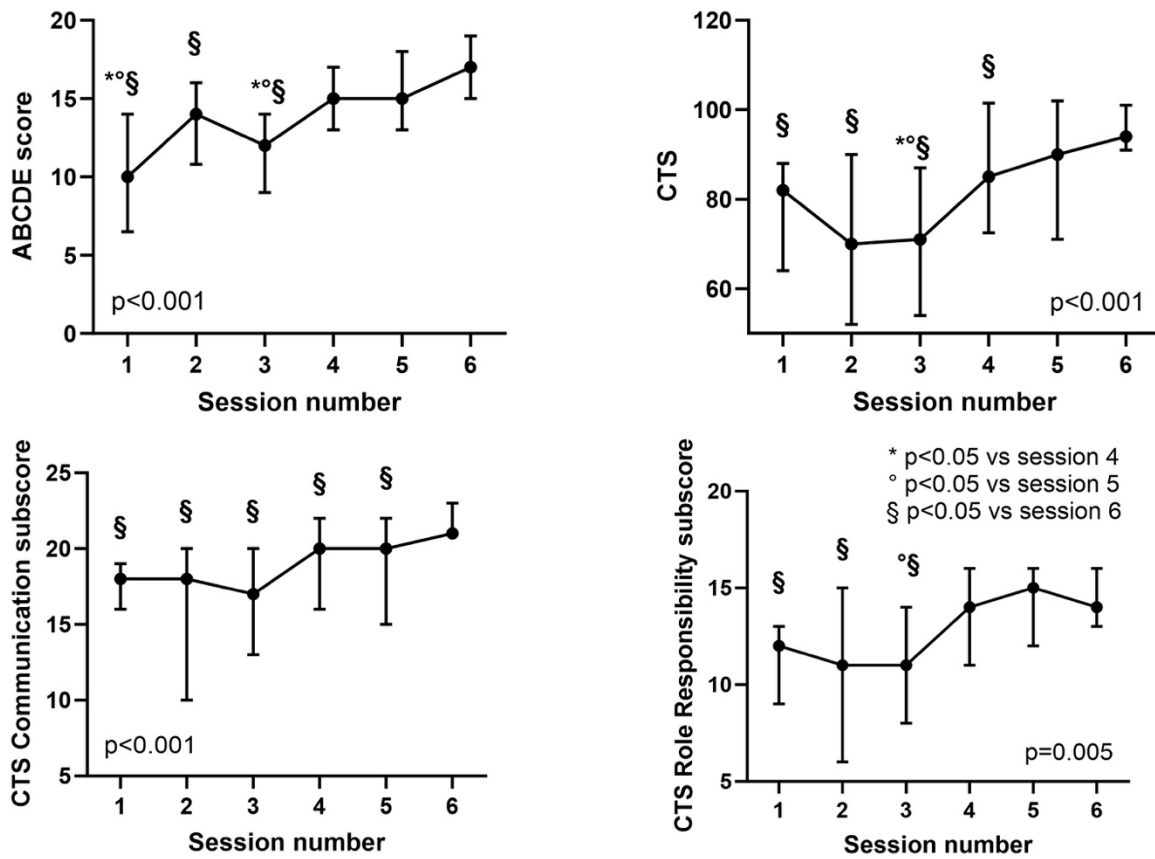 ABCDE score
20
15
10
5
0
*°§
§
*°§
p<0.001
1 2 3 4 5 6
Session number
CTS
120
100
80
60
§
§
*°§
§
p<0.001
1 2 3 4 5 6
Session number
CTS Communication subscore
25
20
15
10
5
§
§
§
§
§
p<0.001
1 2 3 4 5 6
Session number
* p<0.05 vs session 4
° p<0.05 vs session 5
§ p<0.05 vs session 6
CTS Role Responsibility subscore
20
15
10
5
§
§
°§
p=0.005
1 2 3 4 5 6
Session number